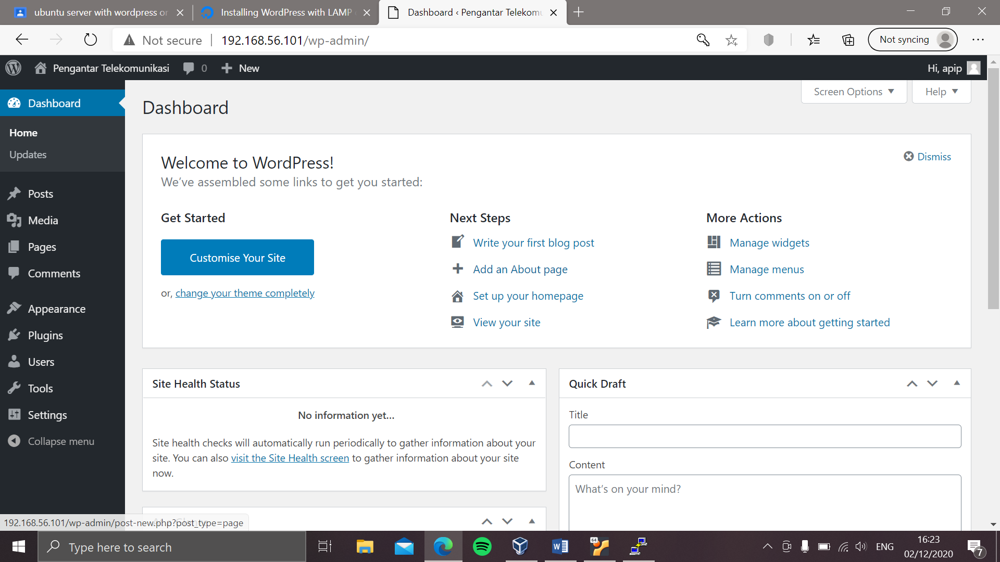 ubuntu server with wordpress or
Installing WordPress with LAMP
Dashboard ‹ Pengantar Telekomu
Not secure
192.168.56.101/wp-admin/
Not syncing
Pengantar Telekomunikasi
0
New
Hi, apip
Screen Options
Help
Dashboard
Home
Updates
Posts
Media
Pages
Comments
Appearance
Plugins
Users
Tools
Settings
Collapse menu
Dashboard
Welcome to WordPress!
We've assembled some links to get you started:
Dismiss
Get Started
Customise Your Site
or, change your theme completely
Next Steps
Write your first blog post
Add an About page
Set up your homepage
View your site
More Actions
Manage widgets
Manage menus
Turn comments on or off
Learn more about getting started
Site Health Status
No information yet…
Site health checks will automatically run periodically to gather information about your
site. You can also visit the Site Health screen to gather information about your site
now.
Quick Draft
Title
Content
What's on your mind?
192.168.56.101/wp-admin/post-new.php?post_type=page
Type here to search
64
ENG
16:23
02/12/2020
7